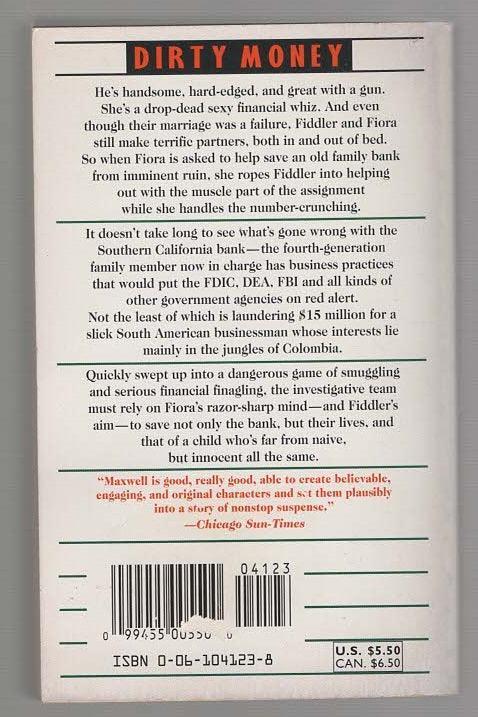 DIRTY MONEY
He's handsome, hard-edged, and great with a gun.
She's a drop-dead sexy financial whiz. And even
though their marriage was a failure, Fiddler and Fiora
still make terrific partners, both in and out of bed.
So when Fiora is asked to help save an old family bank
from imminent ruin, she ropes Fiddler into helping
out with the muscle part of the assignment
while she handles the number-crunching.
It doesn't take long to see what's gone wrong with the
Southern California bank—the fourth-generation
family member now in charge has business practices
that would put the FDIC, DEA, FBI and all kinds of
other government agencies on red alert.
Not the least of which is laundering $15 million for a
slick South American businessman whose interests lie
mainly in the jungles of Colombia.
Quickly swept up into a dangerous game of smuggling
and serious financial finagling, the investigative team
must rely on Fiora's razor-sharp mind—and Fiddler's
aim—to save not only the bank, but their lives, and
that of a child who's far from naive,
but innocent all the same.
"Maxwell is good, really good, able to create believable,
engaging, and original characters and set them plausibly
into a story of nonstop suspense."
—Chicago Sun-Times
04123
0 99455 00550 0
ISBN 0-06-104123-8
U.S. $5.50
CAN. $6.50